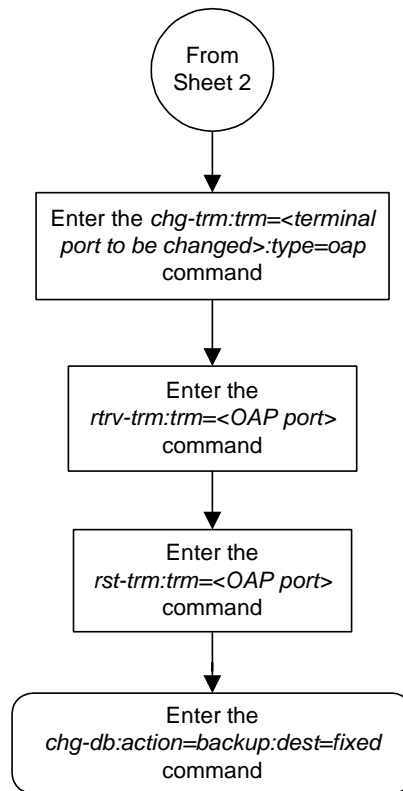 From
Sheet 2
Enter the chg-trm:trm=<terminal
port to be changed>:type=oap
command
Enter the
rtrv-trm:trm=<OAP port>
command
Enter the
rst-trm:trm=<OAP port>
command
Enter the
chg-db:action=backup:dest=fixed
command